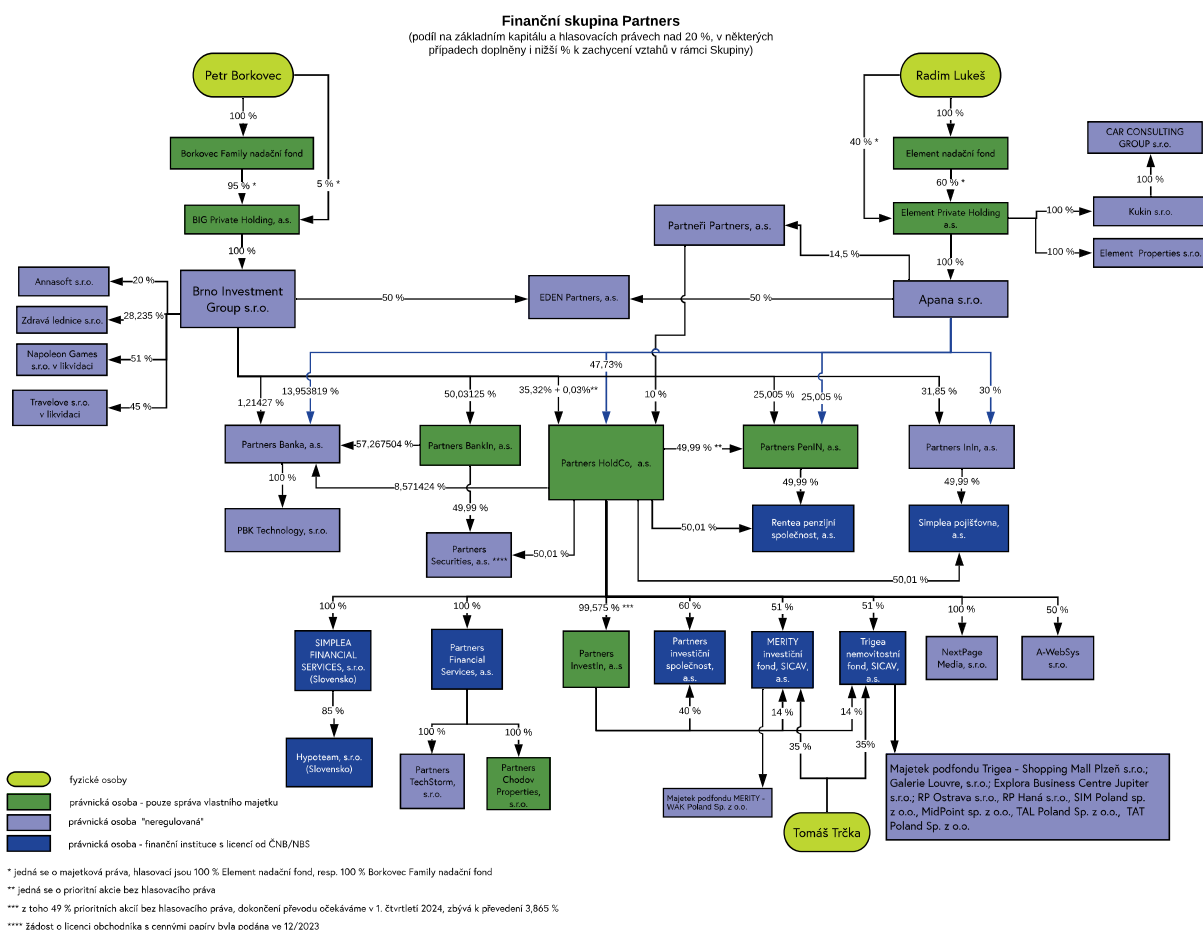 Finanční skupina Partners
(podíl na základním kapitálu a hlasovacích právech nad 20 %, v některých
případech doplněny i nižší % k zachycení vztahů v rámci Skupiny)
Petr Borkovec
Radim Lukeš
100 %
100 %
5 % *
40 % *
Borkovec Family nadační fond
Element nadační fond
CAR CONSULTING
GROUP s.r.o.
95 % *
60 % *
100 %
BIG Private Holding, a.s.
Partneři Partners, a.s.
Element Private Holding
a.s.
100 %
Kukin s.r.o.
100 %
Element Properties s.r.o.
100 %
14,5 %
100 %
Annasoft s.r.o.
20 %
Brno Investment
Group s.r.o.
50 %
EDEN Partners, a.s.
50 %
Apana s.r.o.
Zdravá lednice s.r.o.
28,235 %
Napoleon Games
s.r.o. v likvidaci
51 %
Travelove s.r.o.
v likvidaci
45 %
47,73%
1,21427 %
13,953819 %
50,03125 %
35,32% + 0,03%**
10 %
25,005 %
25,005 %
31,85 %
30 %
Partners Banka, a.s.
57,267504 %
Partners BankIn, a.s.
Partners HoldCo, a.s.
49,99 % **
Partners PenIN, a.s.
Partners InIn, a.s.
100 %
8,571424 %
49,99 %
49,99 %
49,99 %
PBK Technology, s.r.o.
50,01 %
Rentea penzijní
společnost, a.s.
Simplea pojišťovna,
a.s.
Partners
Securities, a.s. ****
50,01 %
50,01 %
100 %
100 %
99,575 % ***
60 %
51 %
51 %
100 %
50 %
SIMPLEA
FINANCIAL
SERVICES, s.r.o.
(Slovensko)
Partners
Financial
Services, a.s.
Partners
InvestIn, a..s
Partners
investiční
společnost,
a.s.
MERITY
investiční
fond, SICAV,
a.s.
Trigea
nemovitostní
fond, SICAV,
a.s.
NextPage
Media, s.r.o.
A-WebSys
s.r.o.
85 %
40 %
14 %
14 %
100 %
100 %
35 %
35%
Hypoteam, s.r.o.
(Slovensko)
Partners
TechStorm,
s.r.o.
Partners
Chodov
Properties,
s.r.o.
Majetek podfondu MERITY -
WAK Poland Sp. z o.o.
Majetek podfondu Trigea - Shopping Mall Plzeň s.r.o.;
Galerie Louvre, s.r.o.; Explora Business Centre Jupiter
s.r.o.; RP Ostrava s.r.o., RP Haná s.r.o., SIM Poland sp.
z o.o., MidPoint sp. z o.o., TAL Poland Sp. z o.o., TAT
Poland Sp. z o.o.
Tomáš Trčka
fyzické osoby
právnická osoba - pouze správa vlastního majetku
právnická osoba "neregulovaná"
právnická osoba - finanční instituce s licencí od ČNB/NBS
* jedná se o majetková práva, hlasovací jsou 100 % Element nadační fond, resp. 100 % Borkovec Family nadační fond
** jedná se o prioritní akcie bez hlasovacího práva
*** z toho 49 % prioritních akcií bez hlasovacího práva, dokončení převodu očekáváme v 1. čtvrtletí 2024, zbývá k převedení 3,865 %
**** žádost o licenci obchodníka s cennými papíry byla podána ve 12/2023